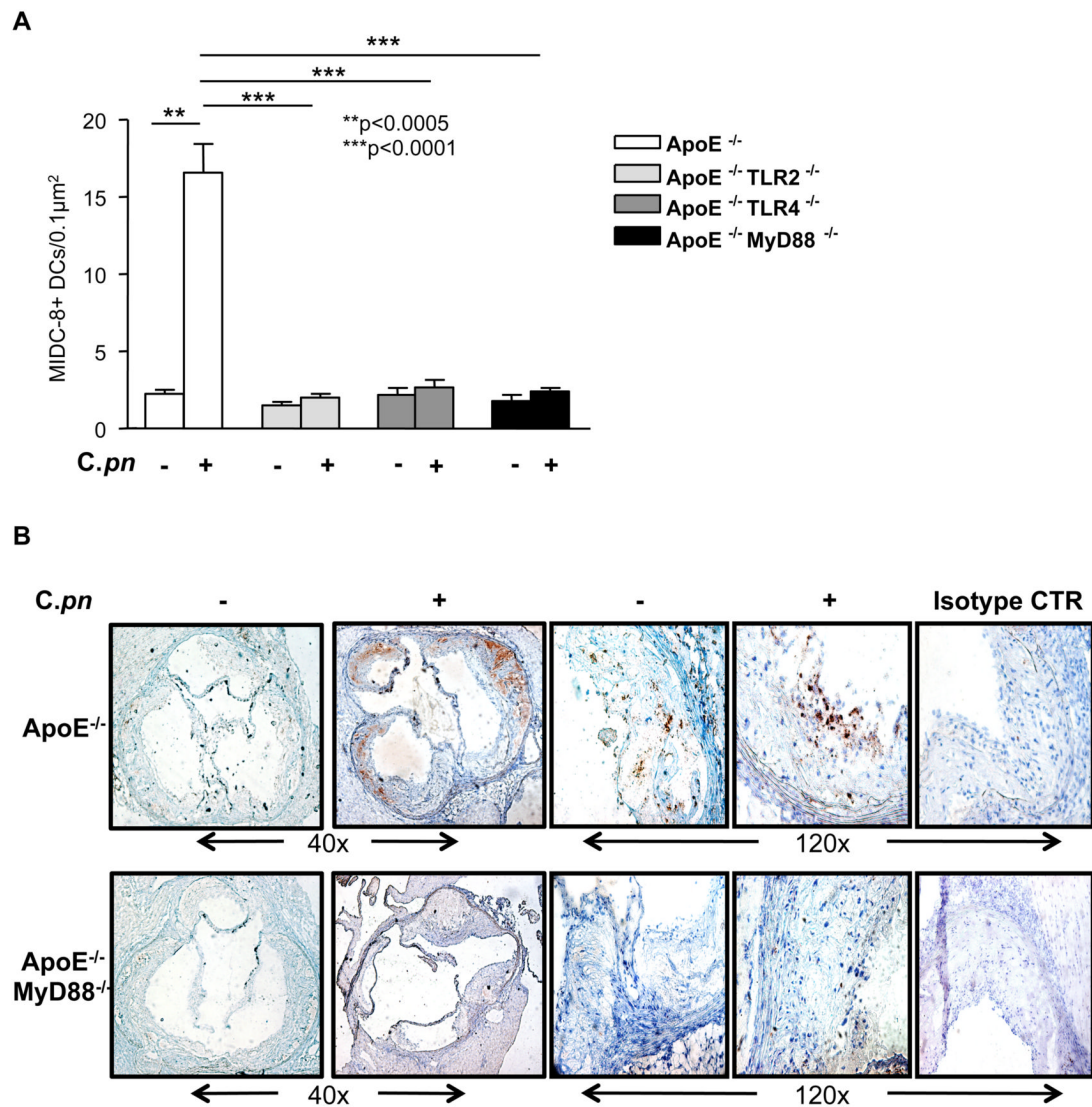 A
***
***
***
**
**p<0.0005
***p<0.0001
20
15
10
5
0
MIDC-8+ DCs/0.1µm²
ApoE -/-
ApoE -/- TLR2 -/-
ApoE -/- TLR4 -/-
ApoE -/- MyD88 -/-
C.pn - + - + - + - +
B
C.pn - + - + Isotype CTR
ApoE-/-
40x 120x
ApoE-/-
MyD88-/-
40x 120x